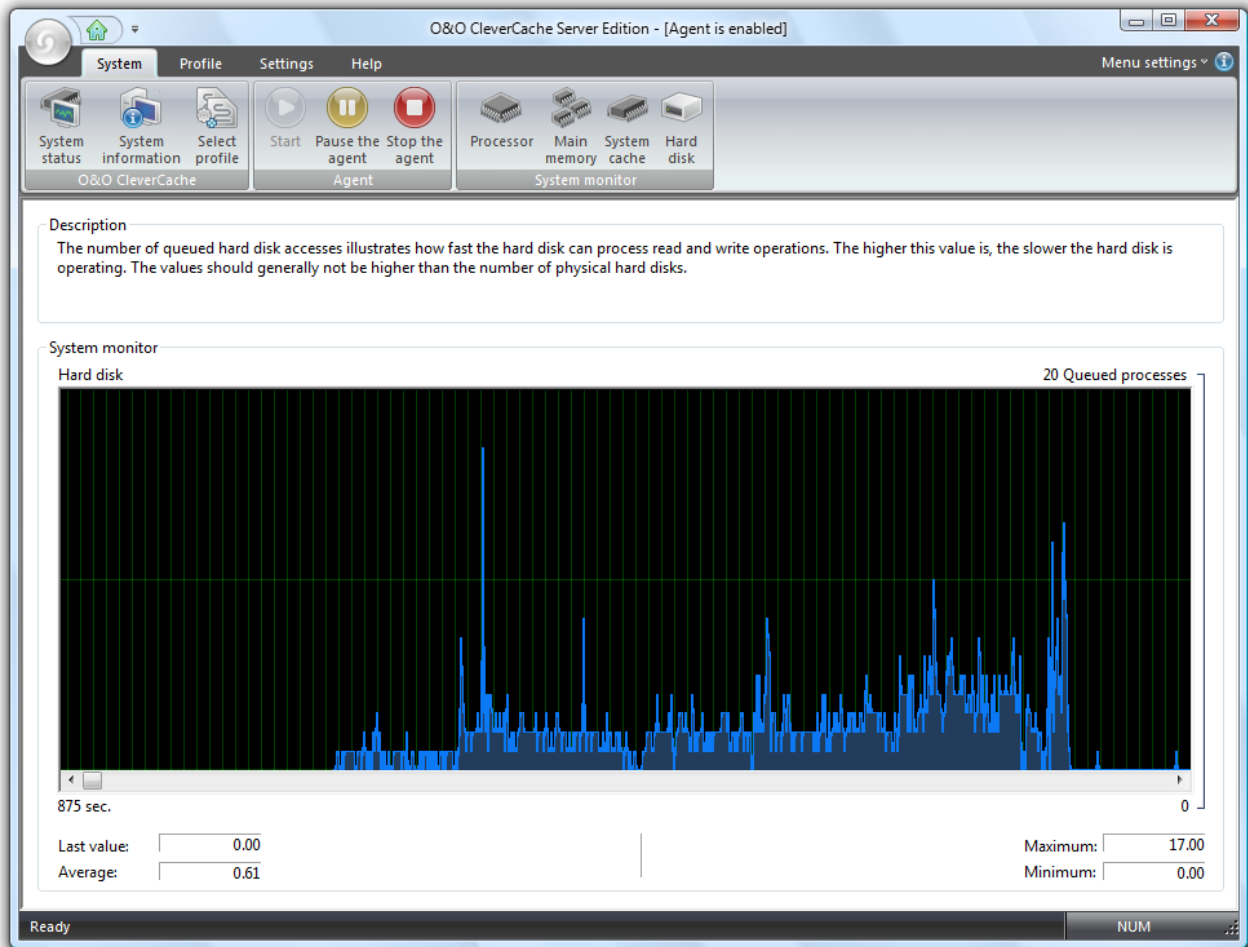 O&O CleverCache Server Edition - [Agent is enabled]
System Profile Settings Help Menu settings
System status System information Select profile Start Pause the agent Stop the agent Processor Main memory System cache Hard disk
O&O CleverCache Agent System monitor
Description
The number of queued hard disk accesses illustrates how fast the hard disk can process read and write operations. The higher this value is, the slower the hard disk is
operating. The values should generally not be higher than the number of physical hard disks.
System monitor
Hard disk 20 Queued processes
875 sec. 0
Last value: 0.00 Maximum: 17.00
Average: 0.61 Minimum: 0.00
Ready NUM